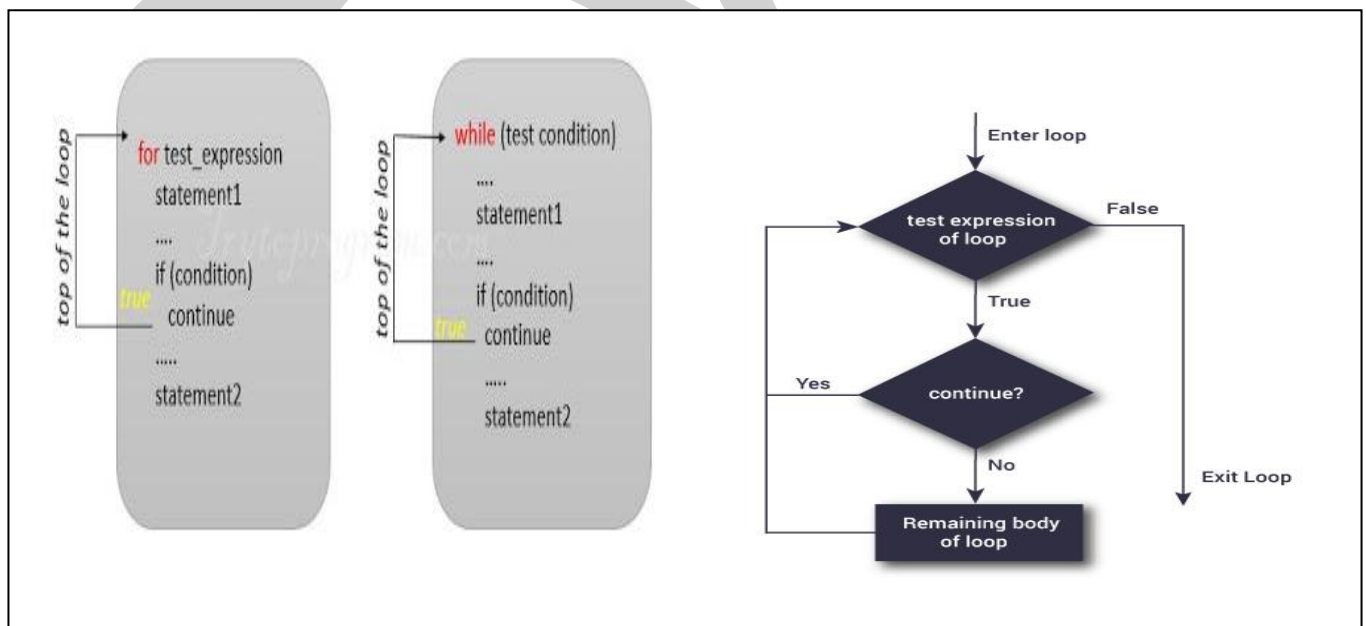 top of the loop
for test_expression
statement1
....
if (condition)
true
continue
.....
statement2
top of the loop
while (test condition)
....
statement1
....
if (condition)
true
continue
.....
statement2
Enter loop
test expression
of loop
False
True
continue?
Yes
No
Exit Loop
Remaining body
of loop